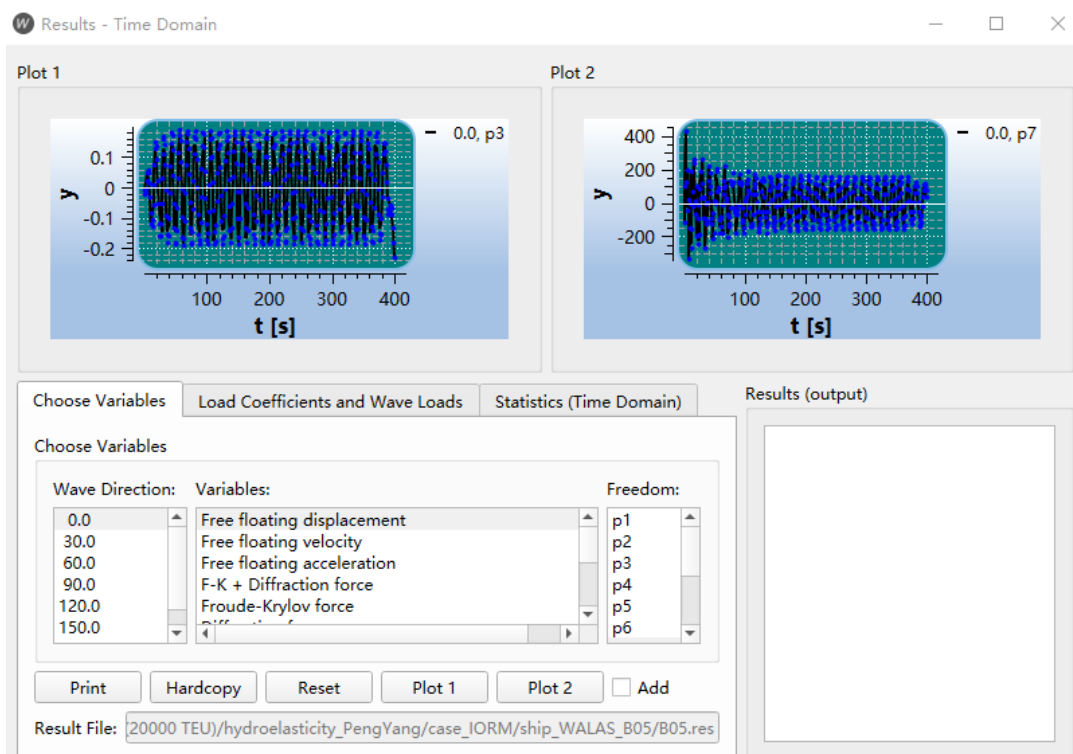 W Results - Time Domain
Plot 1
Plot 2
0.1
0
-0.1
-0.2
y
100 200 300 400
t [s]
0.0, p3
400
200
0
-200
y
100 200 300 400
t [s]
0.0, p7
Choose Variables
Load Coefficients and Wave Loads
Statistics (Time Domain)
Results (output)
Choose Variables
Wave Direction:
Variables:
Freedom:
0.0
30.0
60.0
90.0
120.0
150.0
Free floating displacement
Free floating velocity
Free floating acceleration
F-K + Diffraction force
Froude-Krylov force
p1
p2
p3
p4
p5
p6
Print
Hardcopy
Reset
Plot 1
Plot 2
Add
Result File:
(20000 TEU)/hydroelasticity_PengYang/case_IORM/ship_WALAS_B05/B05.res